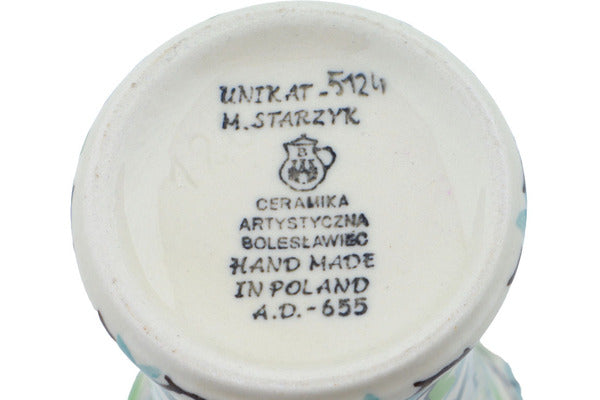 UNIKAT-5124
M. STARZYK
B
CERAMIKA
ARTYSTYCZNA
BOLESŁAWIEC
HAND MADE
IN POLAND
A.D.-655